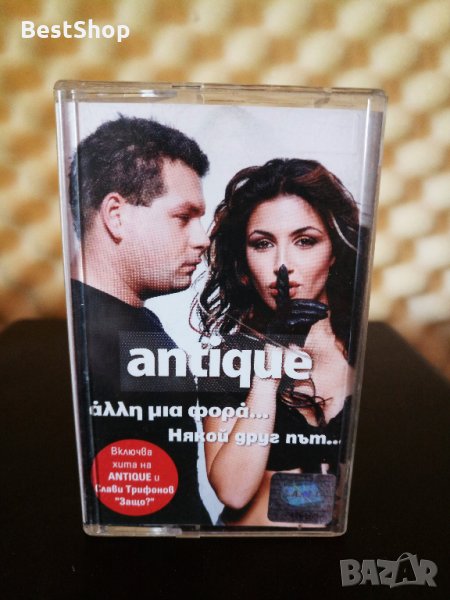 BestShop
antique
άλλη μια φορά...
Някой друг път...
Включва
хита на
ANTIQUE и
Слави Трифонов
"Защо?"
BAZAR